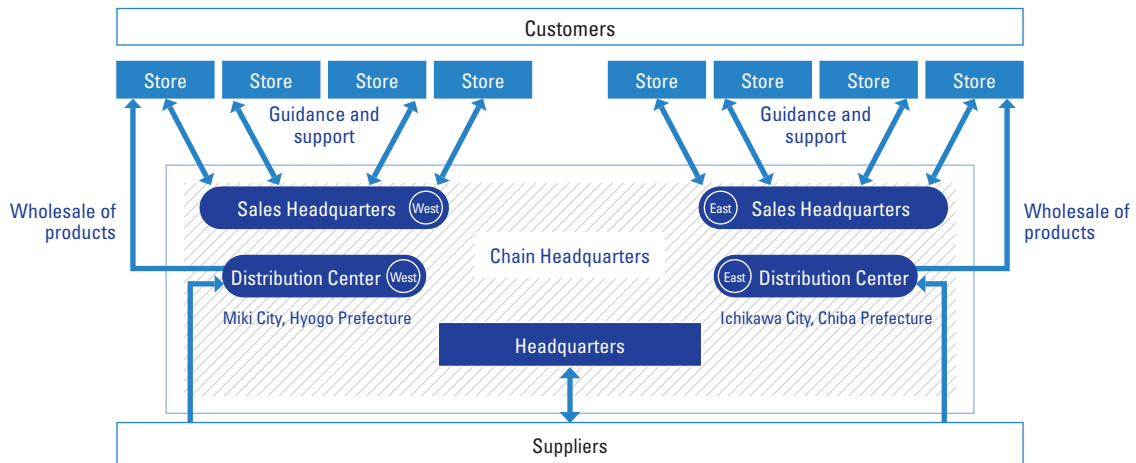 Customers
Store Store Store Store Store Store Store Store
Guidance and
support
Guidance and
support
Sales Headquarters West
East Sales Headquarters
Wholesale of
products
Wholesale of
products
Chain Headquarters
Distribution Center West
East Distribution Center
Miki City, Hyogo Prefecture
Ichikawa City, Chiba Prefecture
Headquarters
Suppliers